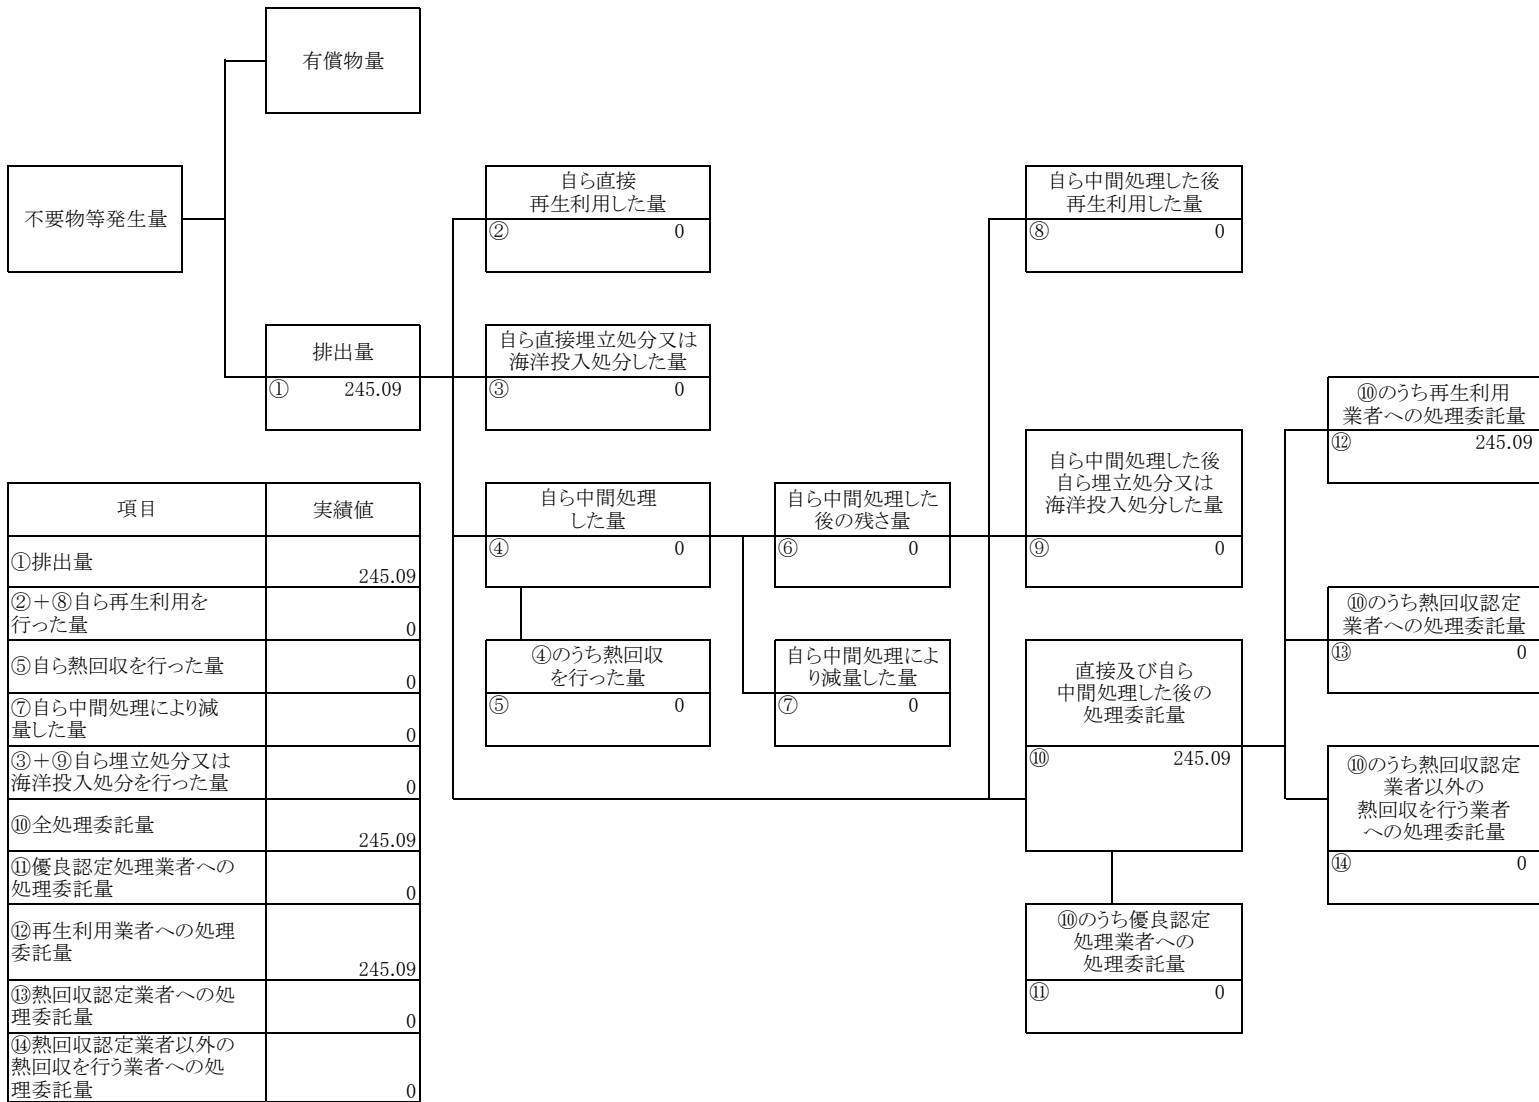 有償物量
不要物等発生量
排出量
① 245.09
自ら直接
再生利用した量
② 0
自ら直接埋立処分又は
海洋投入処分した量
③ 0
自ら中間処理
した量
④ 0
④のうち熱回収
を行った量
⑤ 0
自ら中間処理した
後の残さ量
⑥ 0
自ら中間処理によ
り減量した量
⑦ 0
自ら中間処理した後
再生利用した量
⑧ 0
自ら中間処理した後
自ら埋立処分又は
海洋投入処分した量
⑨ 0
直接及び自ら
中間処理した後の
処理委託量
⑩ 245.09
⑩のうち優良認定
処理業者への
処理委託量
⑪ 0
⑩のうち再生利用
業者への処理委託量
⑫ 245.09
⑩のうち熱回収認定
業者への処理委託量
⑬ 0
⑩のうち熱回収認定
業者以外の
熱回収を行う業者
への処理委託量
⑭ 0
項目 実績値
①排出量 245.09
②+⑧自ら再生利用を
行った量 0
⑤自ら熱回収を行った量 0
⑦自ら中間処理により減
量した量 0
③+⑨自ら埋立処分又は
海洋投入処分を行った量 0
⑩全処理委託量 245.09
⑪優良認定処理業者への
処理委託量 0
⑫再生利用業者への処理
委託量 245.09
⑬熱回収認定業者への処
理委託量 0
⑭熱回収認定業者以外の
熱回収を行う業者への処
理委託量 0